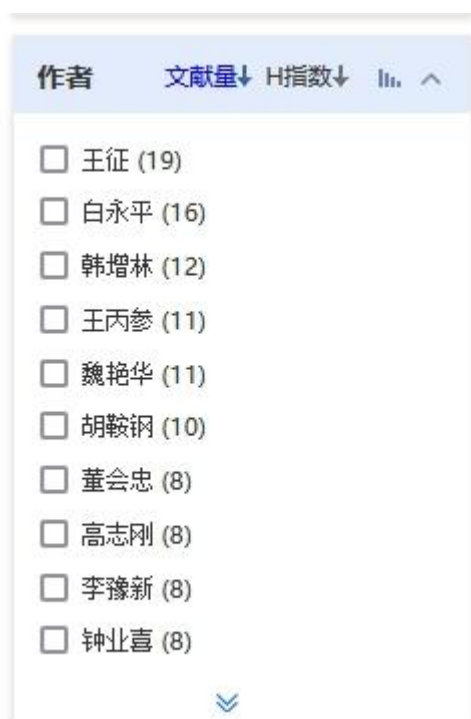 作者 文献量↓ H指数↓
王征 (19)
白永平 (16)
韩增林 (12)
王丙参 (11)
魏艳华 (11)
胡鞍钢 (10)
董会忠 (8)
高志刚 (8)
李豫新 (8)
钟业喜 (8)